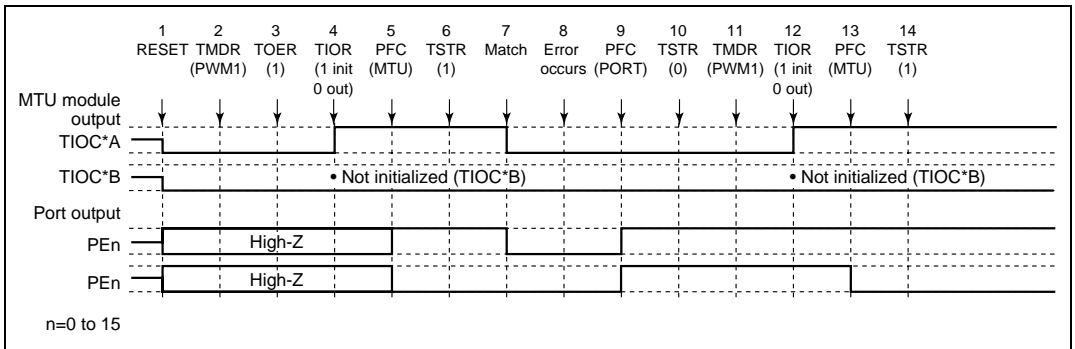 1 2 3 4 5 6 7 8 9 10 11 12 13 14
RESET TMDR TOER TIOR PFC TSTR Match Error PFC TSTR TMDR TIOR PFC TSTR
(PWM1) (1) (1 init (MTU) (1) occurs (PORT) (0) (PWM1) (1 init (MTU) (1)
0 out) 0 out)
MTU module
output
TIOC*A
TIOC*B • Not initialized (TIOC*B) • Not initialized (TIOC*B)
Port output
PEn High-Z
PEn High-Z
n=0 to 15